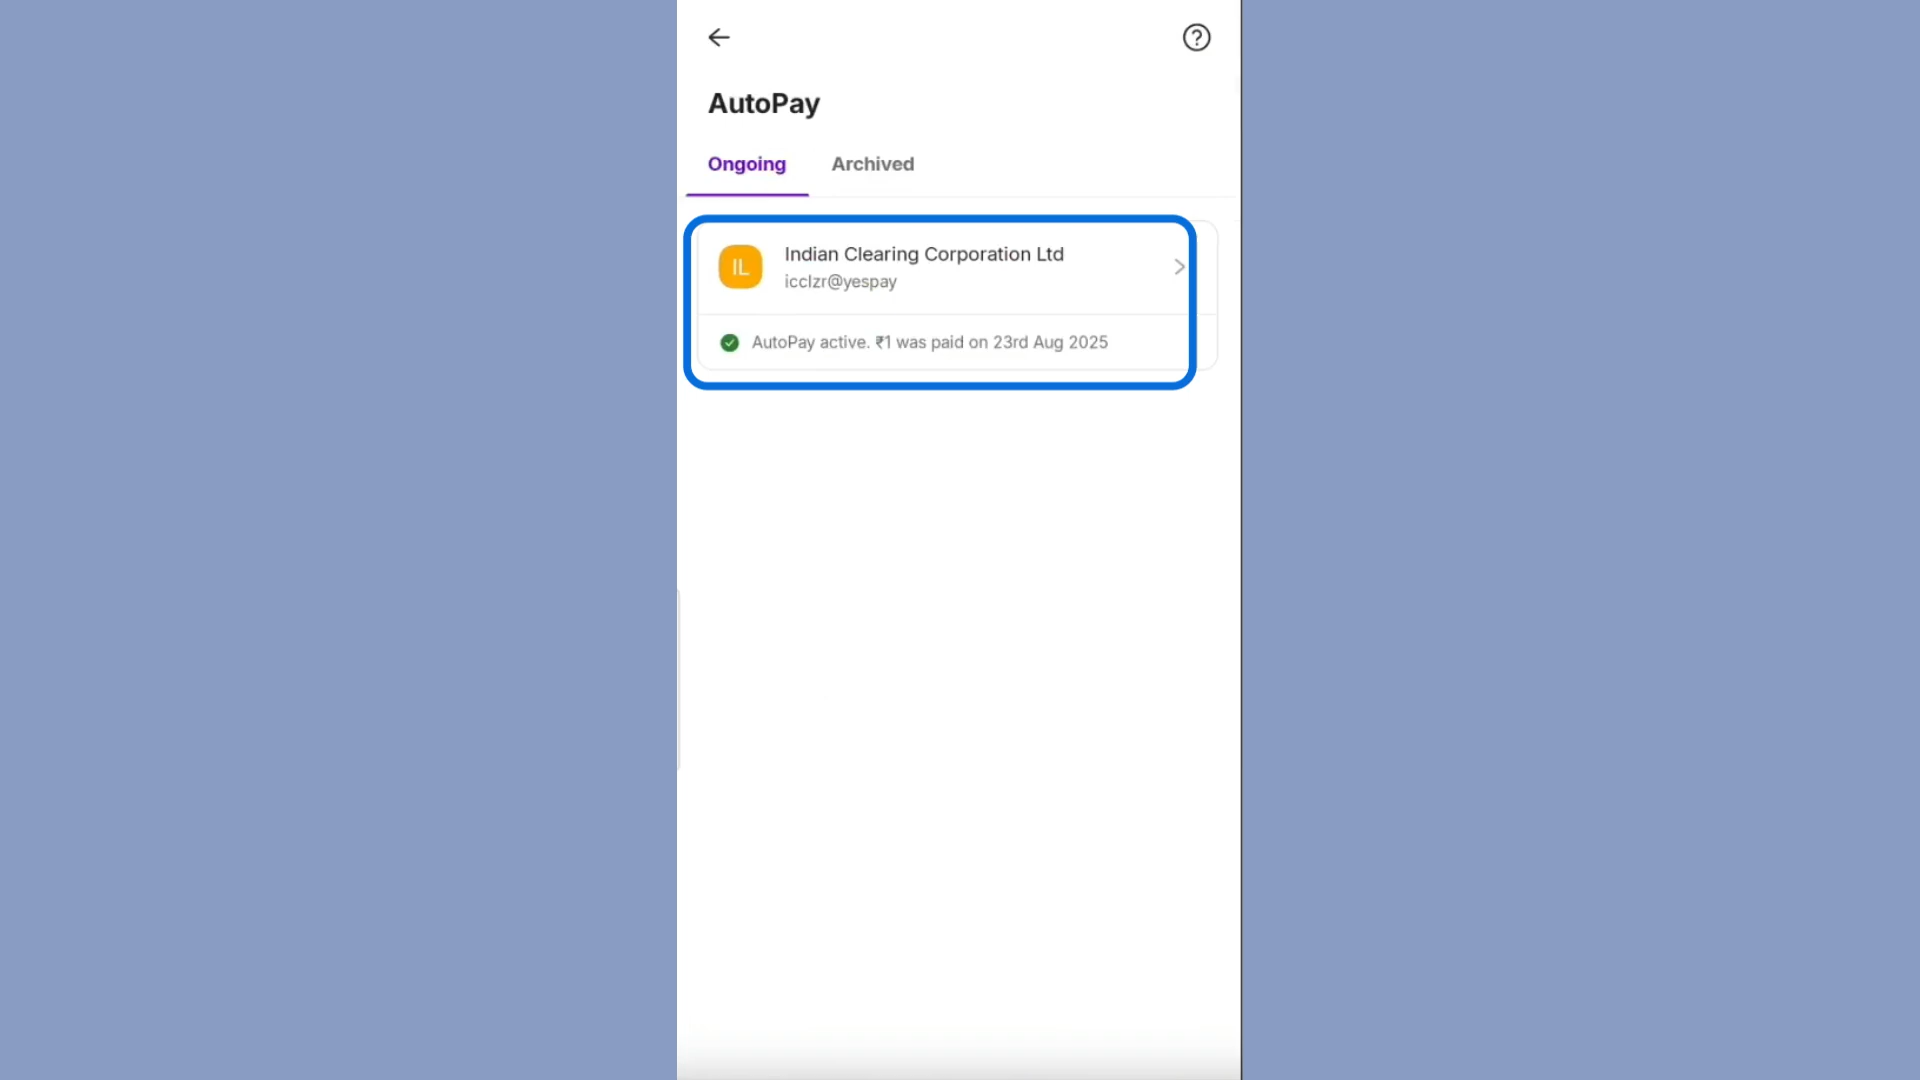 AutoPay
Ongoing Archived
IL
Indian Clearing Corporation Ltd
icclzr@yespay
AutoPay active. ₹1 was paid on 23rd Aug 2025